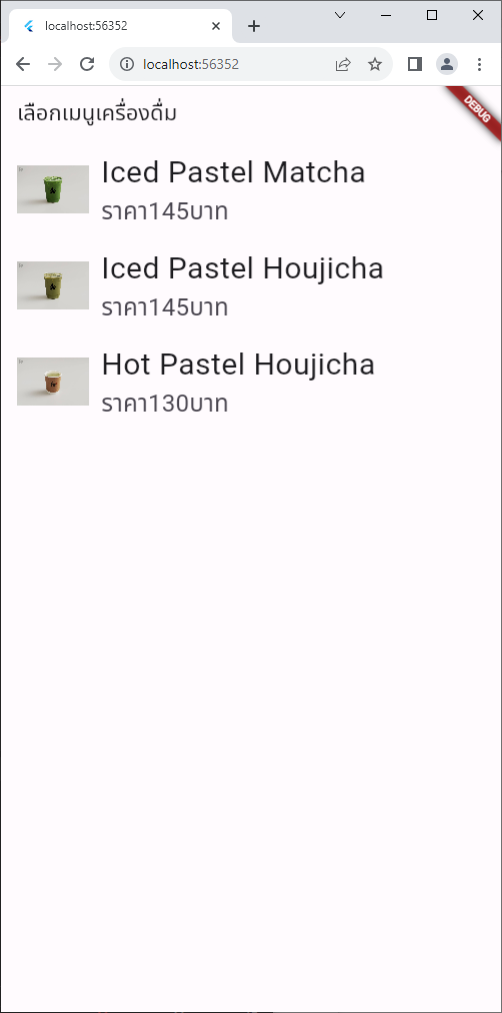 localhost:56352
localhost:56352
DEBUG
เลือกเมนูเครื่องดื่ม
Iced Pastel Matcha
ราคา145บาท
Iced Pastel Houjicha
ราคา145บาท
Hot Pastel Houjicha
ราคา130บาท